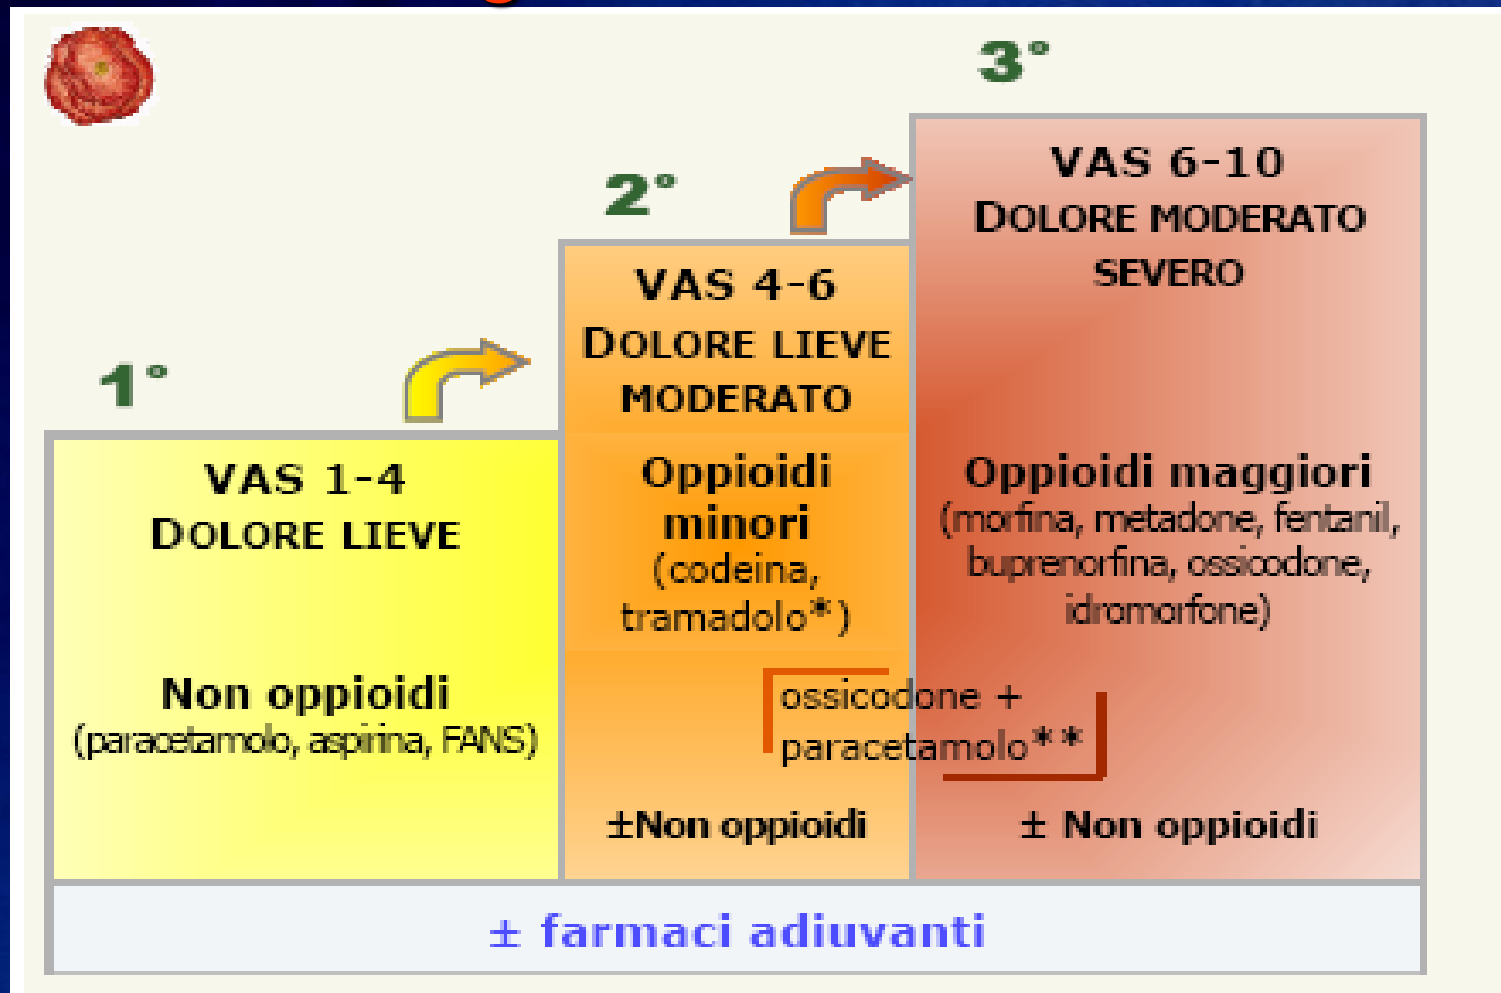 1°
VAS 1-4
DOLORE LIEVE
Non oppioidi
(paracetamolo, aspirina, FANS)
2°
VAS 4-6
DOLORE LIEVE
MODERATO
Oppioidi
minori
(codeina,
tramadolo*)
±Non oppioidi
3°
VAS 6-10
DOLORE MODERATO
SEVERO
Oppioidi maggiori
(morfina, metadone, fentanil,
buprenorfina, ossicodone,
idromorfone)
ossicodone +
paracetamolo**
± Non oppioidi
± farmaci adiuvanti